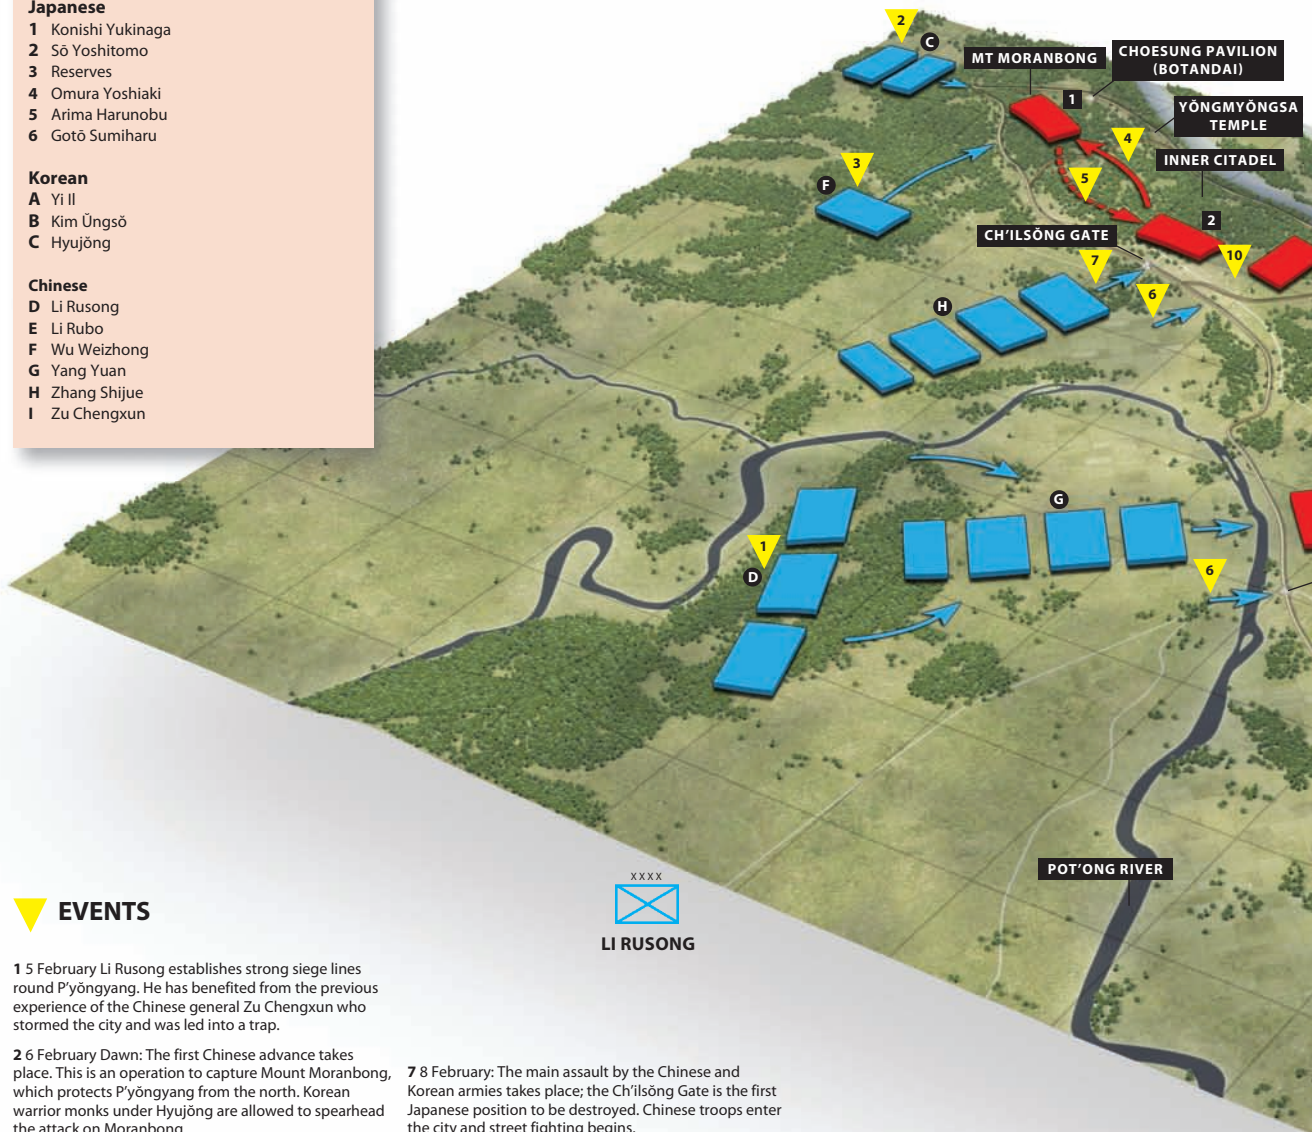 Japanese
1 Konishi Yukinaga
2 Sō Yoshitomo
3 Reserves
4 Omura Yoshiaki
5 Arima Harunobu
6 Gotō Sumiharu
Korean
A Yi Il
B Kim Ŭngsŏ
C Hyujŏng
Chinese
D Li Rusong
E Li Rubo
F Wu Weizhong
G Yang Yuan
H Zhang Shijue
I Zu Chengxun
2
C
MT MORANBONG
CHOESUNG PAVILION
(BOTANDAI)
1
YŎNGMYŎNGSA
TEMPLE
4
3
INNER CITADEL
F
5
2
CH'ILSŎNG GATE
10
7
6
H
G
1
D
6
POT'ONG RIVER
XXXX
LI RUSONG
EVENTS
1 5 February Li Rusong establishes strong siege lines
round P'yŏngyang. He has benefited from the previous
experience of the Chinese general Zu Chengxun who
stormed the city and was led into a trap.
2 6 February Dawn: The first Chinese advance takes
place. This is an operation to capture Mount Moranbong,
which protects P'yŏngyang from the north. Korean
warrior monks under Hyujŏng are allowed to spearhead
the attack on Moranbong.
7 8 February: The main assault by the Chinese and
Korean armies takes place; the Ch'ilsŏng Gate is the first
Japanese position to be destroyed. Chinese troops enter
the city and street fighting begins.